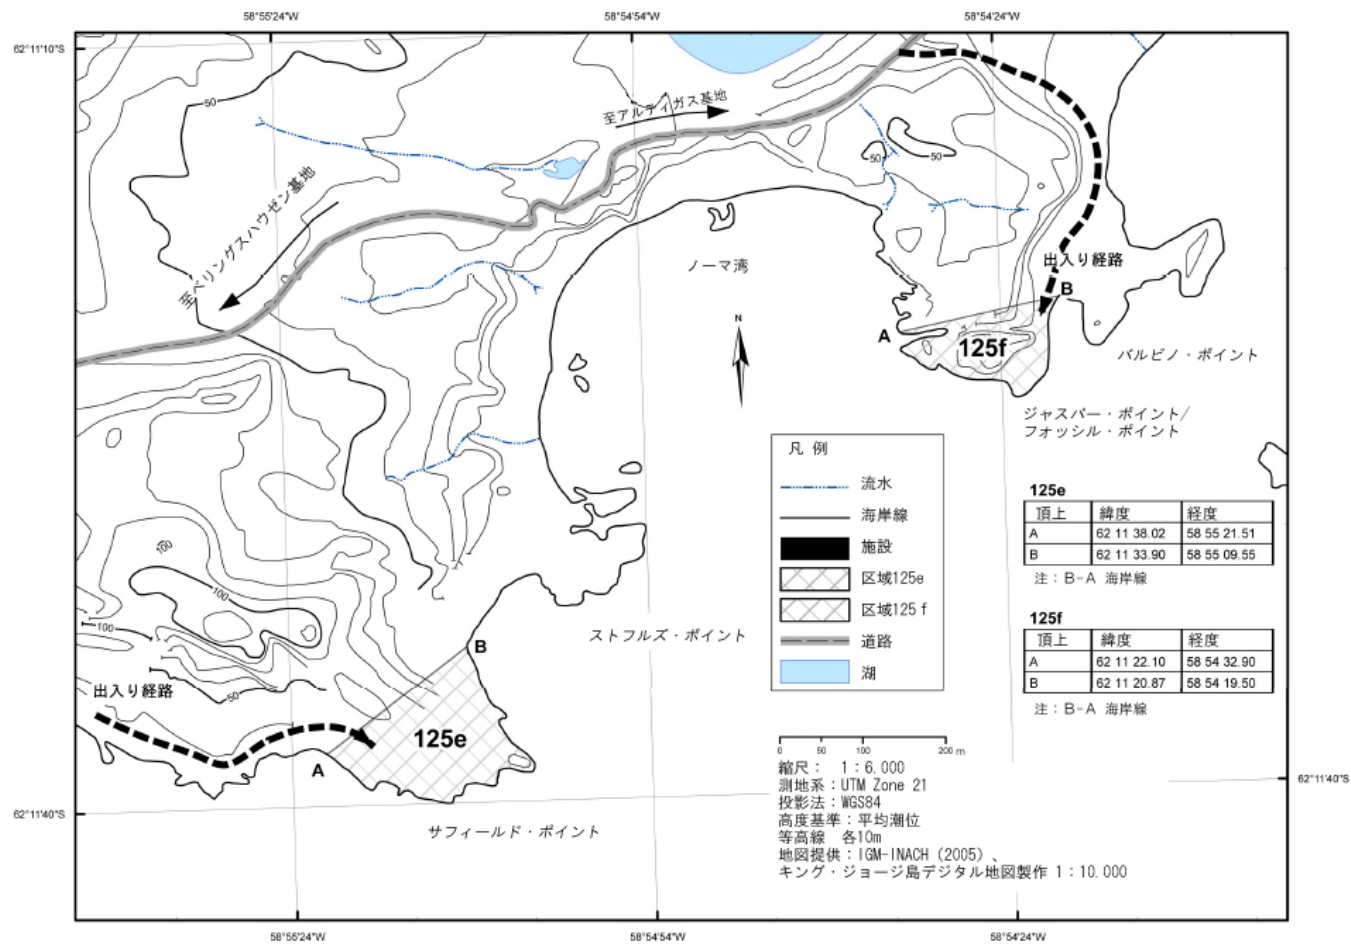 58°55'24"W
58°54'54"W
58°54'24"W
62°11'10"S
50
至アルティガス基地
至ベリングスハウゼン基地
50
50
ノーマ湾
出入り経路
N
A
B
125f
バルビノ・ポイント
ジャスパー・ポイント/
フォッシル・ポイント
凡 例
流水
海岸線
施設
区域125e
区域125f
道路
湖
125e
頂上 緯度 経度
A 62 11 38.02 58 55 21.51
B 62 11 33.90 58 55 09.55
注：B-A 海岸線
125f
頂上 緯度 経度
A 62 11 22.10 58 54 32.90
B 62 11 20.87 58 54 19.50
注：B-A 海岸線
100
100
100
ストフルズ・ポイント
B
出入り経路
50
125e
A
サフィールド・ポイント
0 50 100 200 m
縮尺： 1：6.000
測地系：UTM Zone 21
投影法：WGS84
高度基準：平均潮位
等高線 各10m
地図提供：IGM-INACH（2005）、
キング・ジョージ島デジタル地図製作 1：10.000
62°11'40"S
62°11'40"S
58°55'24"W
58°54'54"W
58°54'24"W